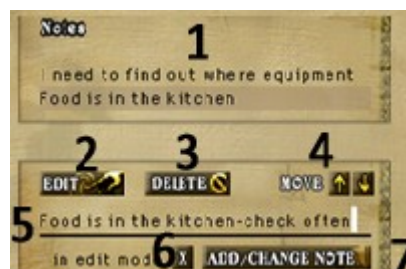 Notes
1
I need to find out where equipment
Food is in the kitchen
2 3 4
EDIT DELETE MOVE
5 Food is in the kitchen-check often
in edit mod 6 X ADD/CHANGE NOTE 7